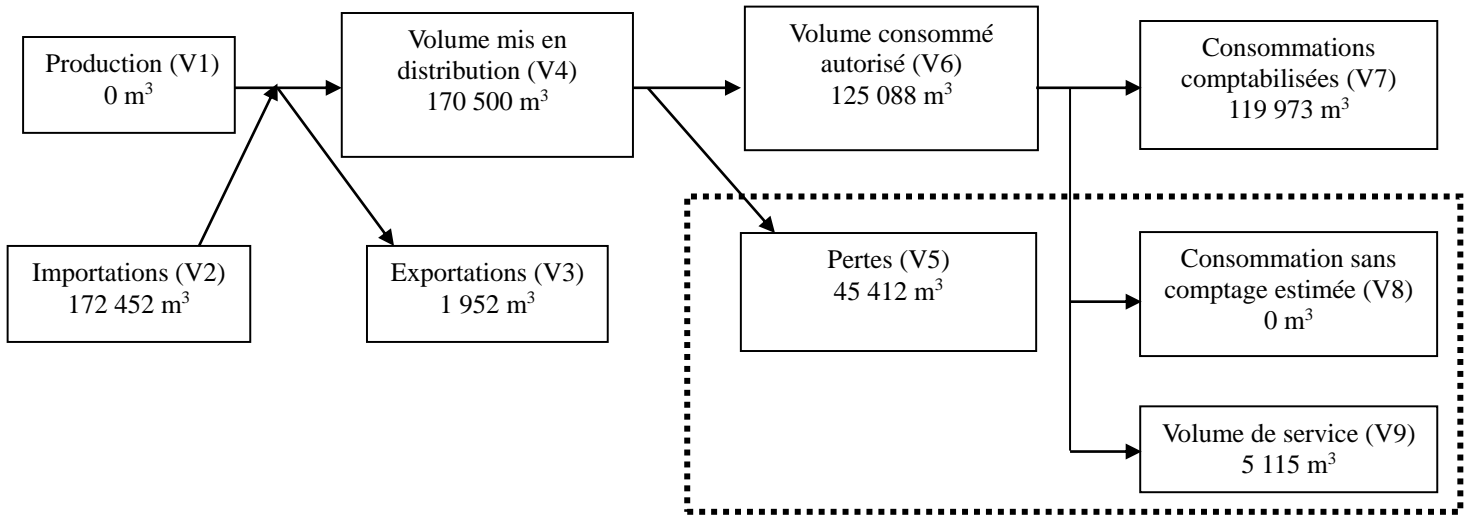 Production (V1)
0 m³
Volume mis en
distribution (V4)
170 500 m³
Volume consommé
autorisé (V6)
125 088 m³
Consommations
comptabilisées (V7)
119 973 m³
Importations (V2)
172 452 m³
Exportations (V3)
1 952 m³
Pertes (V5)
45 412 m³
Consommation sans
comptage estimée (V8)
0 m³
Volume de service (V9)
5 115 m³